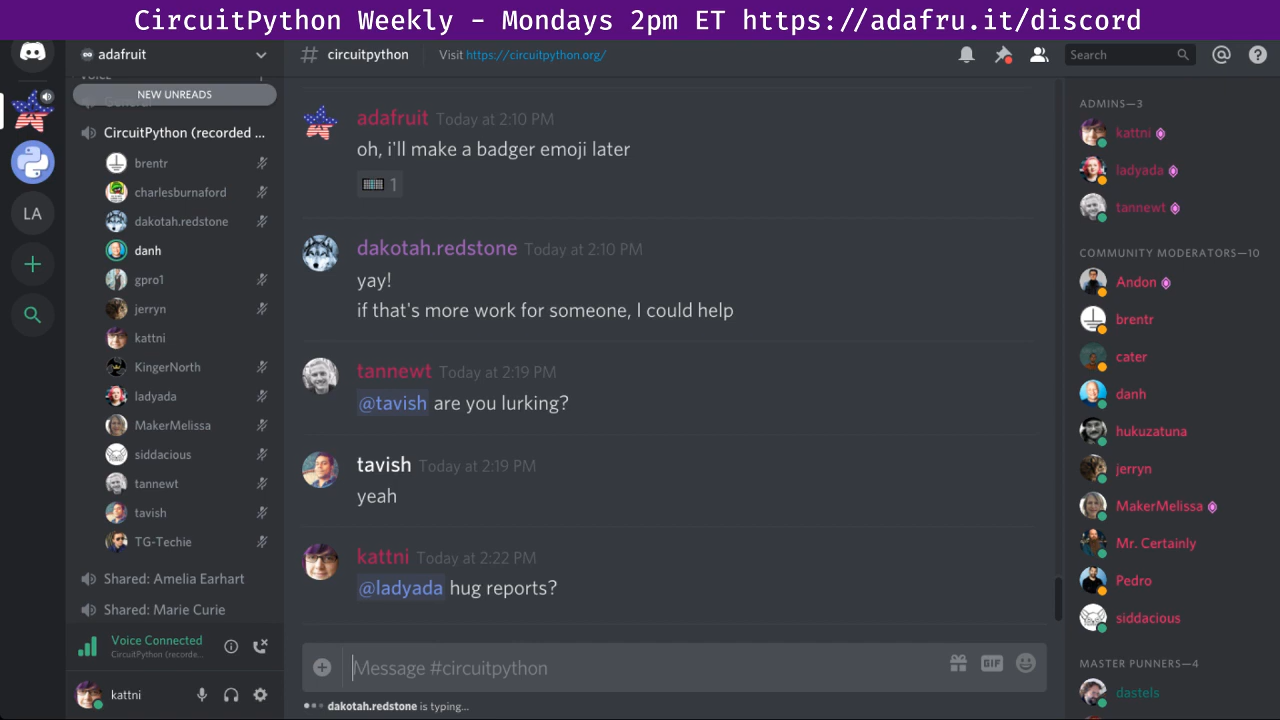 CircuitPython Weekly - Mondays 2pm ET https://adafru.it/discord
adafruit
# circuitpython
Visit https://circuitpython.org/
Search
Voice
NEW UNREADS
General
CircuitPython (recorded ...
brentr
charlesburnaford
dakotah.redstone
danh
gpro1
jerryn
kattni
KingerNorth
ladyada
MakerMelissa
siddacious
tannewt
tavish
TG-Techie
Shared: Amelia Earhart
Shared: Marie Curie
Voice Connected
CircuitPython (recorde...
kattni
LA
adafruit Today at 2:10 PM
oh, i'll make a badger emoji later
1
dakotah.redstone Today at 2:10 PM
yay!
if that's more work for someone, I could help
tannewt Today at 2:19 PM
@tavish are you lurking?
tavish Today at 2:19 PM
yeah
kattni Today at 2:22 PM
@ladyada hug reports?
Message #circuitpython
GIF
dakotah.redstone is typing...
ADMINS—3
kattni
ladyada
tannewt
COMMUNITY MODERATORS—10
Andon
brentr
cater
danh
hukuzatuna
jerryn
MakerMelissa
Mr. Certainly
Pedro
siddacious
MASTER PUNNERS—4
dastels